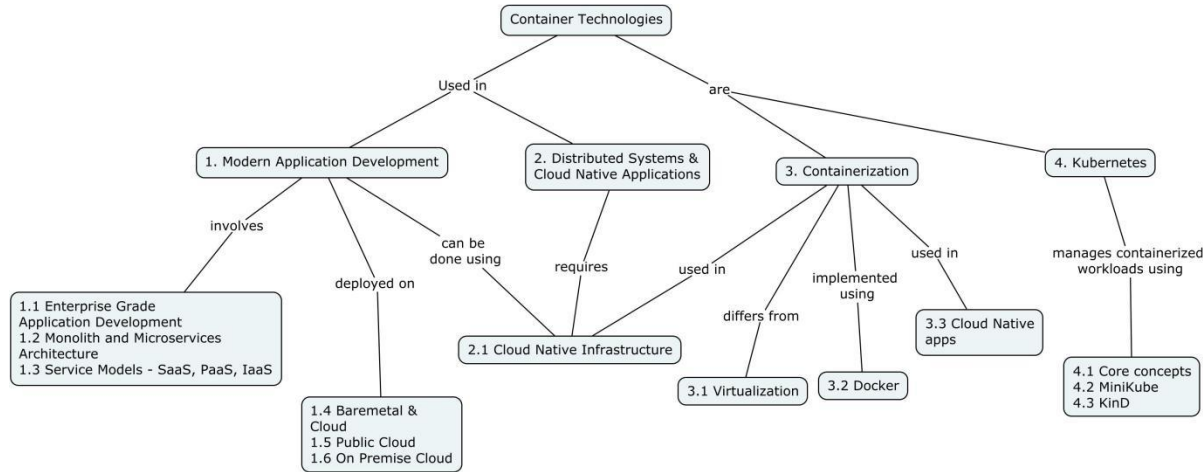 Container Technologies
Used in
are
1. Modern Application Development
2. Distributed Systems &
Cloud Native Applications
3. Containerization
4. Kubernetes
involves
can be
done using
deployed on
requires
used in
differs from
implemented
using
used in
manages containerized
workloads using
1.1 Enterprise Grade
Application Development
1.2 Monolith and Microservices
Architecture
1.3 Service Models - SaaS, PaaS, IaaS
2.1 Cloud Native Infrastructure
3.3 Cloud Native
apps
3.1 Virtualization
3.2 Docker
4.1 Core concepts
4.2 MiniKube
4.3 KinD
1.4 Baremetal &
Cloud
1.5 Public Cloud
1.6 On Premise Cloud